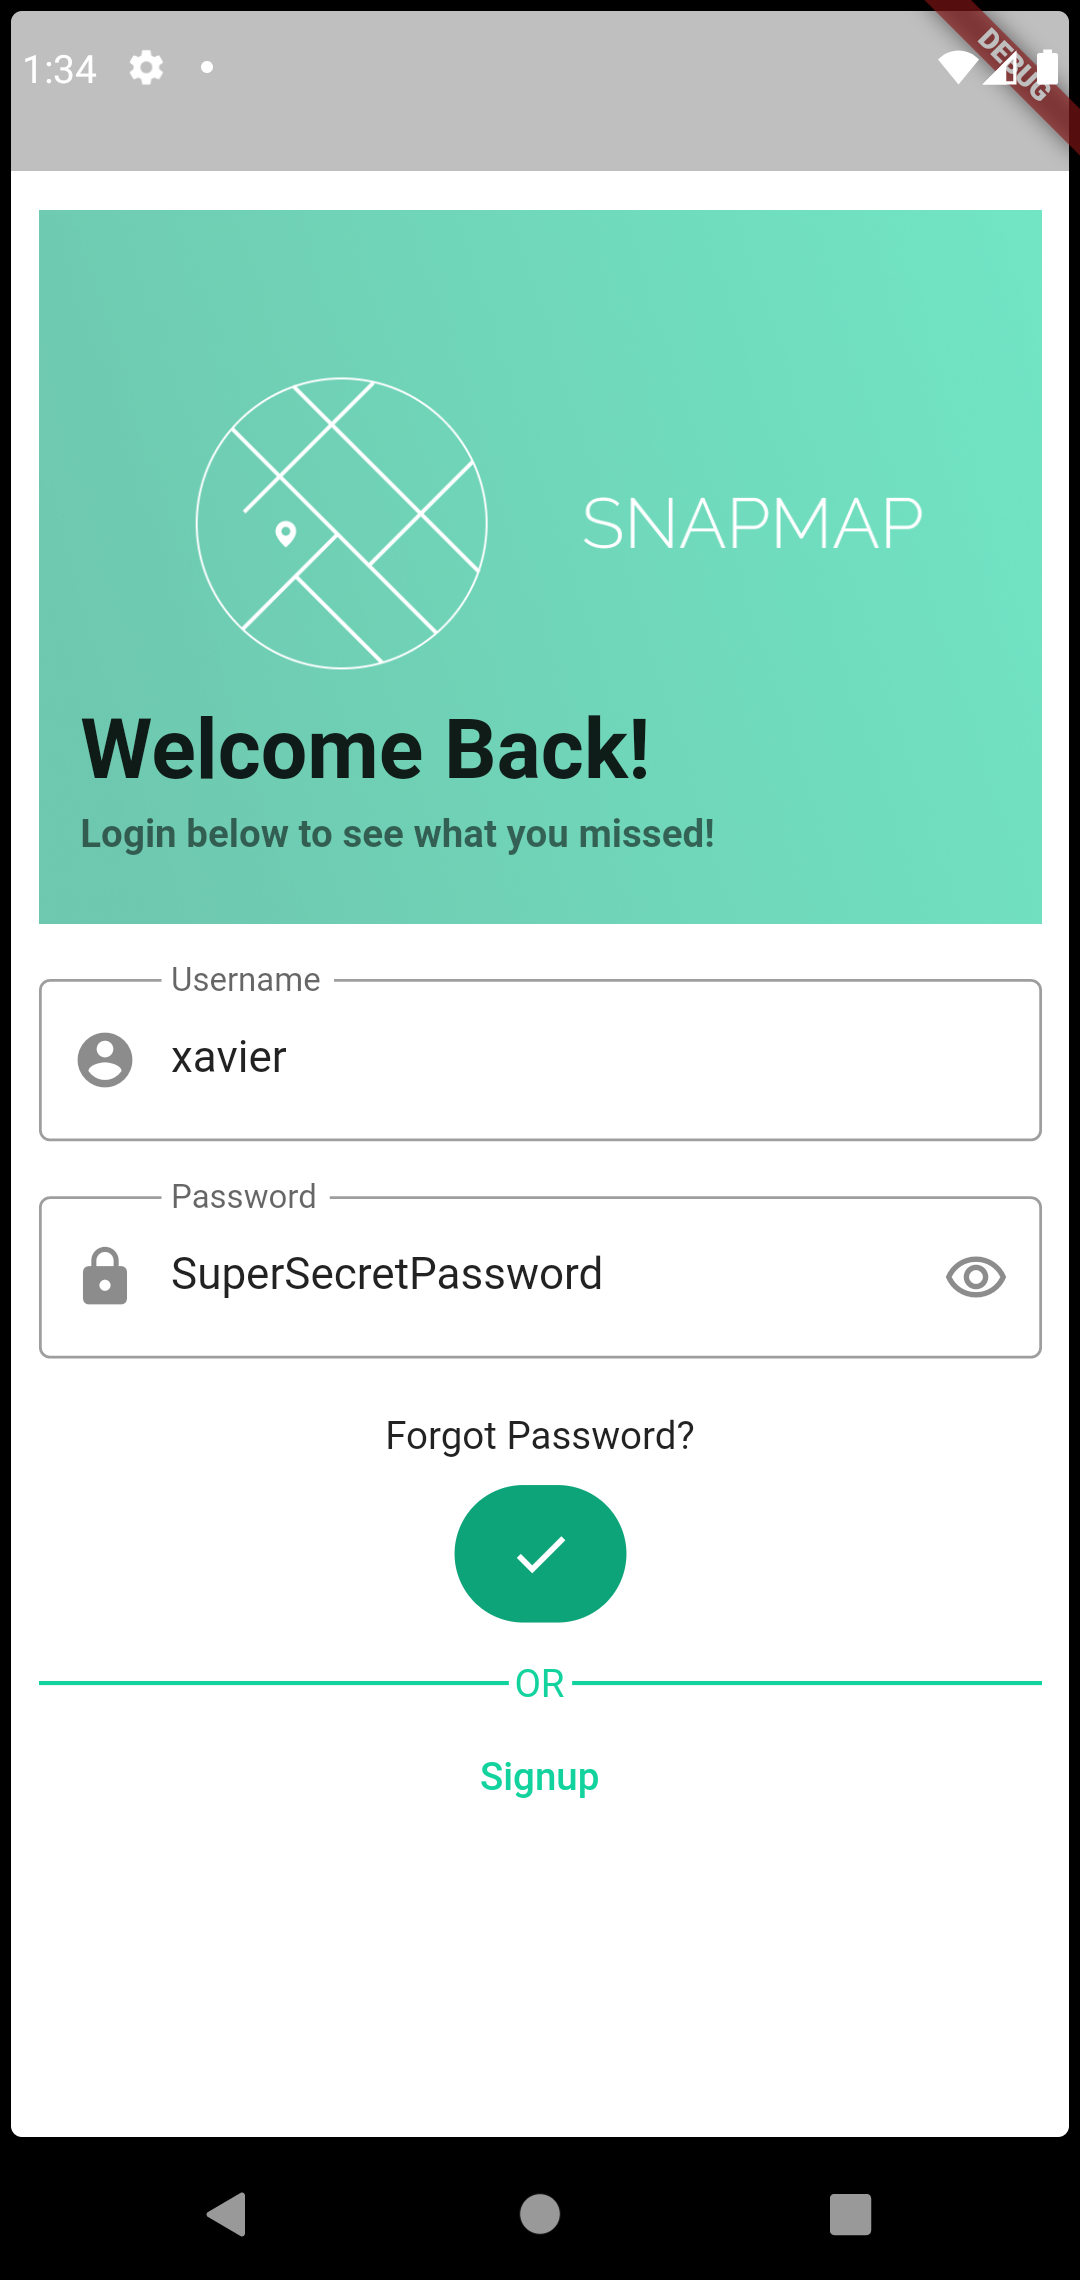 1:34
DEBUG
SNAPMAP
Welcome Back!
Login below to see what you missed!
Username
xavier
Password
SuperSecretPassword
Forgot Password?
OR
Signup